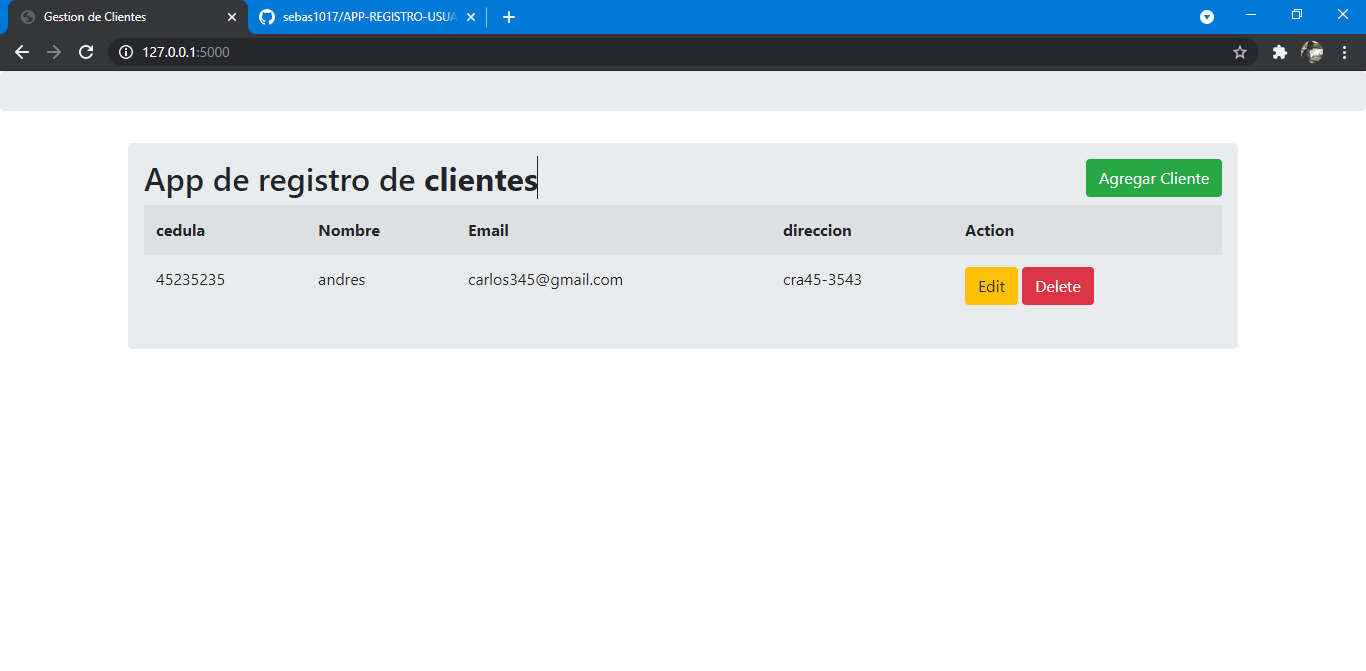 Gestion de Clientes
sebas1017/APP-REGISTRO-USUA
127.0.0.1:5000
App de registro de clientes
Agregar Cliente
cedula Nombre Email direccion Action
45235235 andres carlos345@gmail.com cra45-3543 Edit Delete